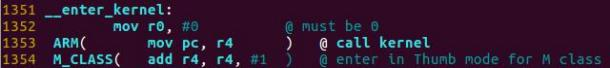 1351 __enter_kernel:
1352 mov r0, #0 @ must be 0
1353 ARM( mov pc, r4 ) @ call kernel
1354 M_CLASS( add r4, r4, #1 ) @ enter in Thumb mode for M class